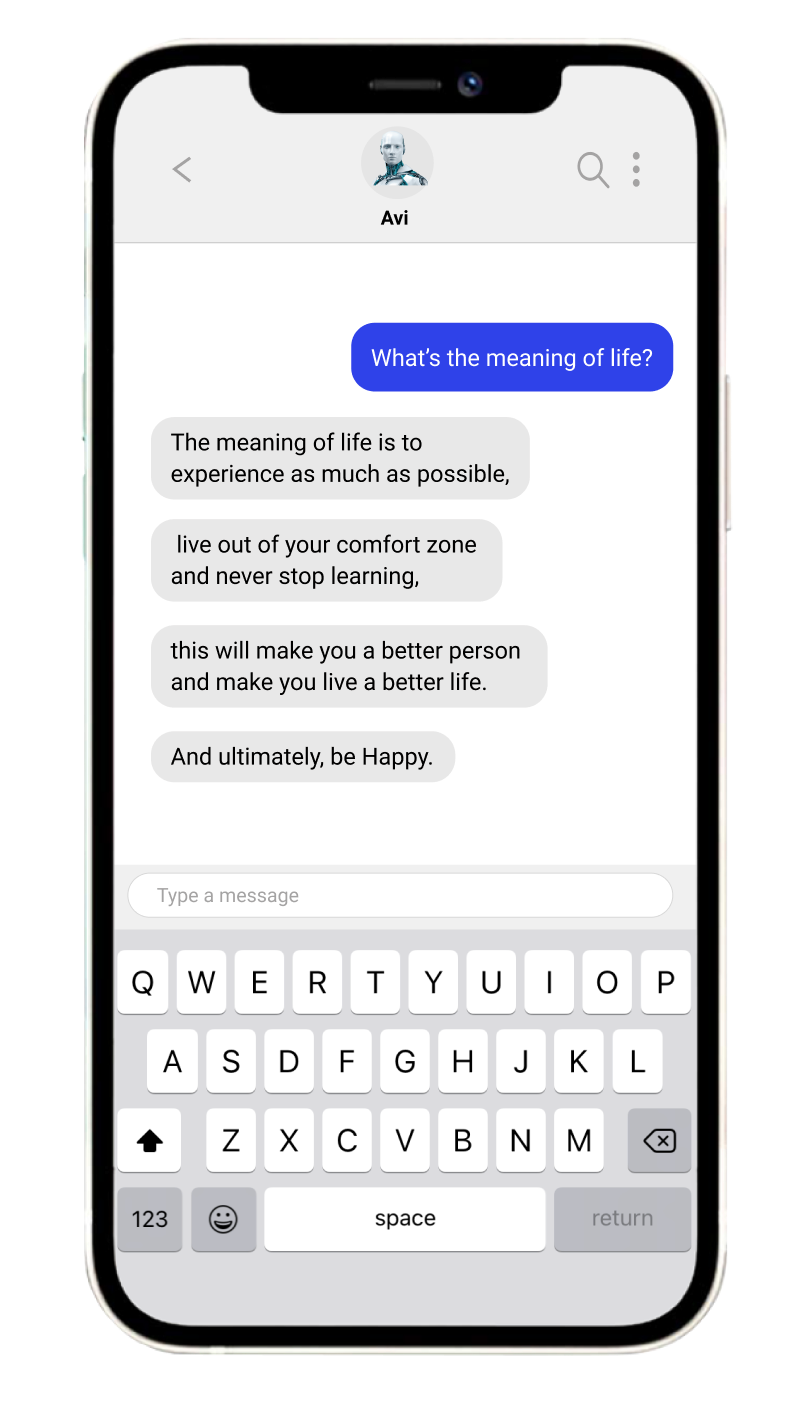 Avi
What’s the meaning of life?
The meaning of life is to
experience as much as possible,
live out of your comfort zone
and never stop learning,
this will make you a better person
and make you live a better life.
And ultimately, be Happy.
Type a message
Q W E R T Y U I O P
A S D F G H J K L
Z X C V B N M
123 space return